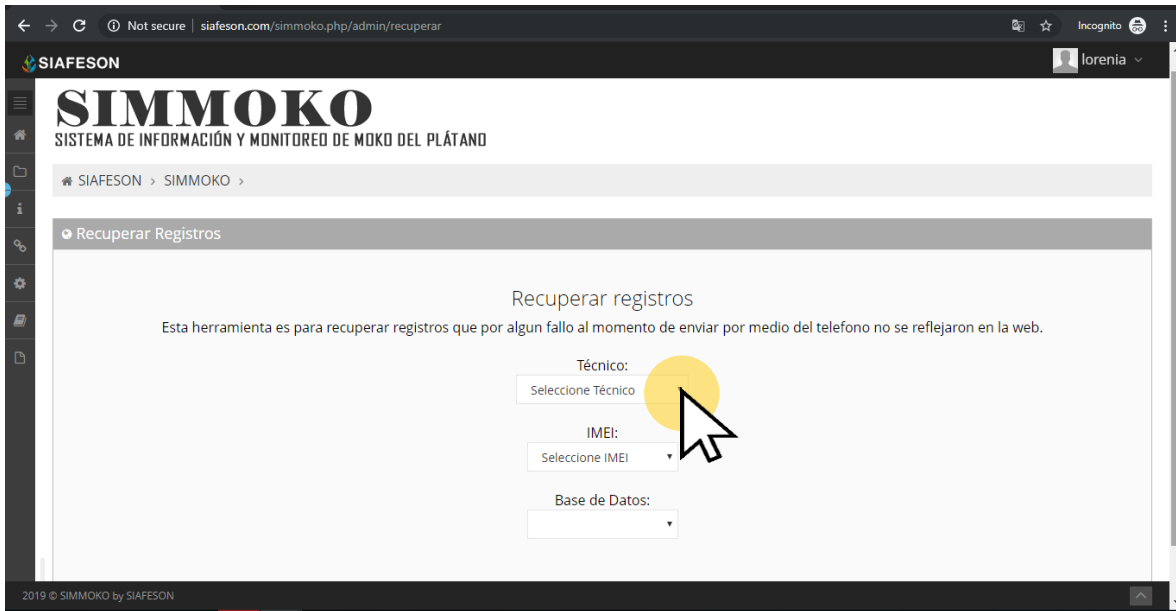 Not secure | siafeson.com/simmoko.php/admin/recuperar
Incognito
SIAFESON
lorenia
SIMMOKO
SISTEMA DE INFORMACIÓN Y MONITOREO DE MOKO DEL PLÁTANO
SIAFESON > SIMMOKO >
Recuperar Registros
Recuperar registros
Esta herramienta es para recuperar registros que por algun fallo al momento de enviar por medio del telefono no se reflejaron en la web.
Técnico:
Seleccione Técnico
IMEI:
Seleccione IMEI
Base de Datos:
2019 © SIMMOKO by SIAFESON